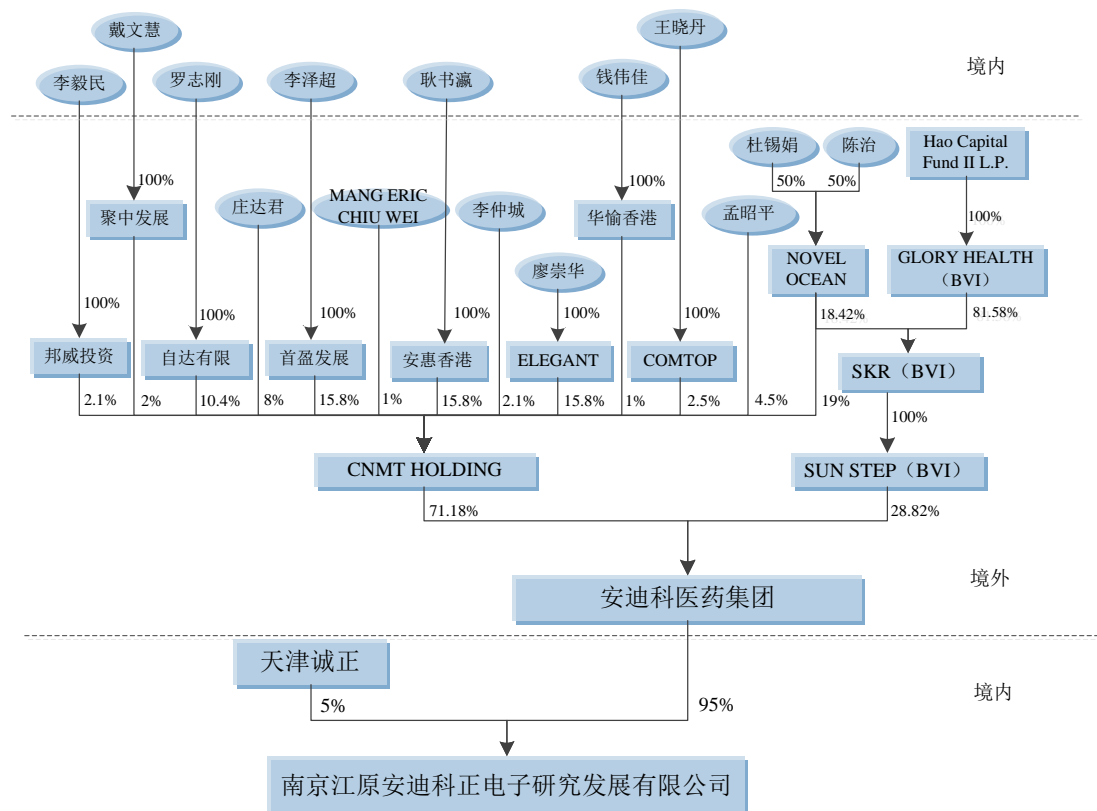 戴文慧
王晓丹
李毅民
罗志刚
李泽超
耿书瀛
钱伟佳
境内
杜锡娟
陈治
Hao Capital
Fund II L.P.
100%
50%
50%
庄达君
MANG ERIC
CHIU WEI
李仲城
100%
孟昭平
聚中发展
华愉香港
100%
廖崇华
NOVEL
OCEAN
GLORY HEALTH
（BVI）
100%
100%
100%
100%
100%
100%
18.42%
81.58%
邦威投资
自达有限
首盈发展
安惠香港
ELEGANT
COMTOP
SKR（BVI）
2.1%
2%
10.4%
8%
15.8%
1%
15.8%
2.1%
15.8%
1%
2.5%
4.5%
19%
100%
CNMT HOLDING
SUN STEP（BVI）
71.18%
28.82%
安迪科医药集团
境外
天津诚正
5%
95%
境内
南京江原安迪科正电子研究发展有限公司